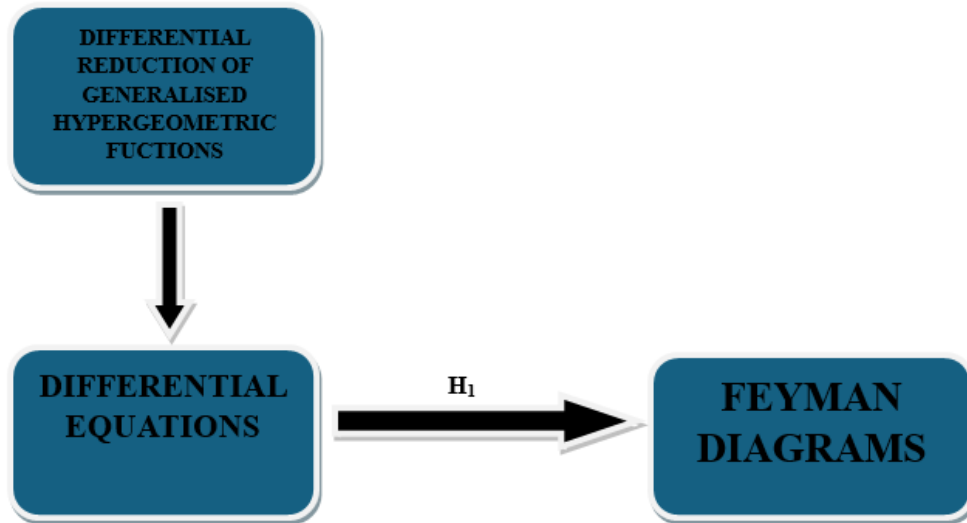 DIFFERENTIAL
REDUCTION OF
GENERALISED
HYPERGEOMETRIC
FUCTIONS
DIFFERENTIAL
EQUATIONS
H₁
FEYMAN
DIAGRAMS